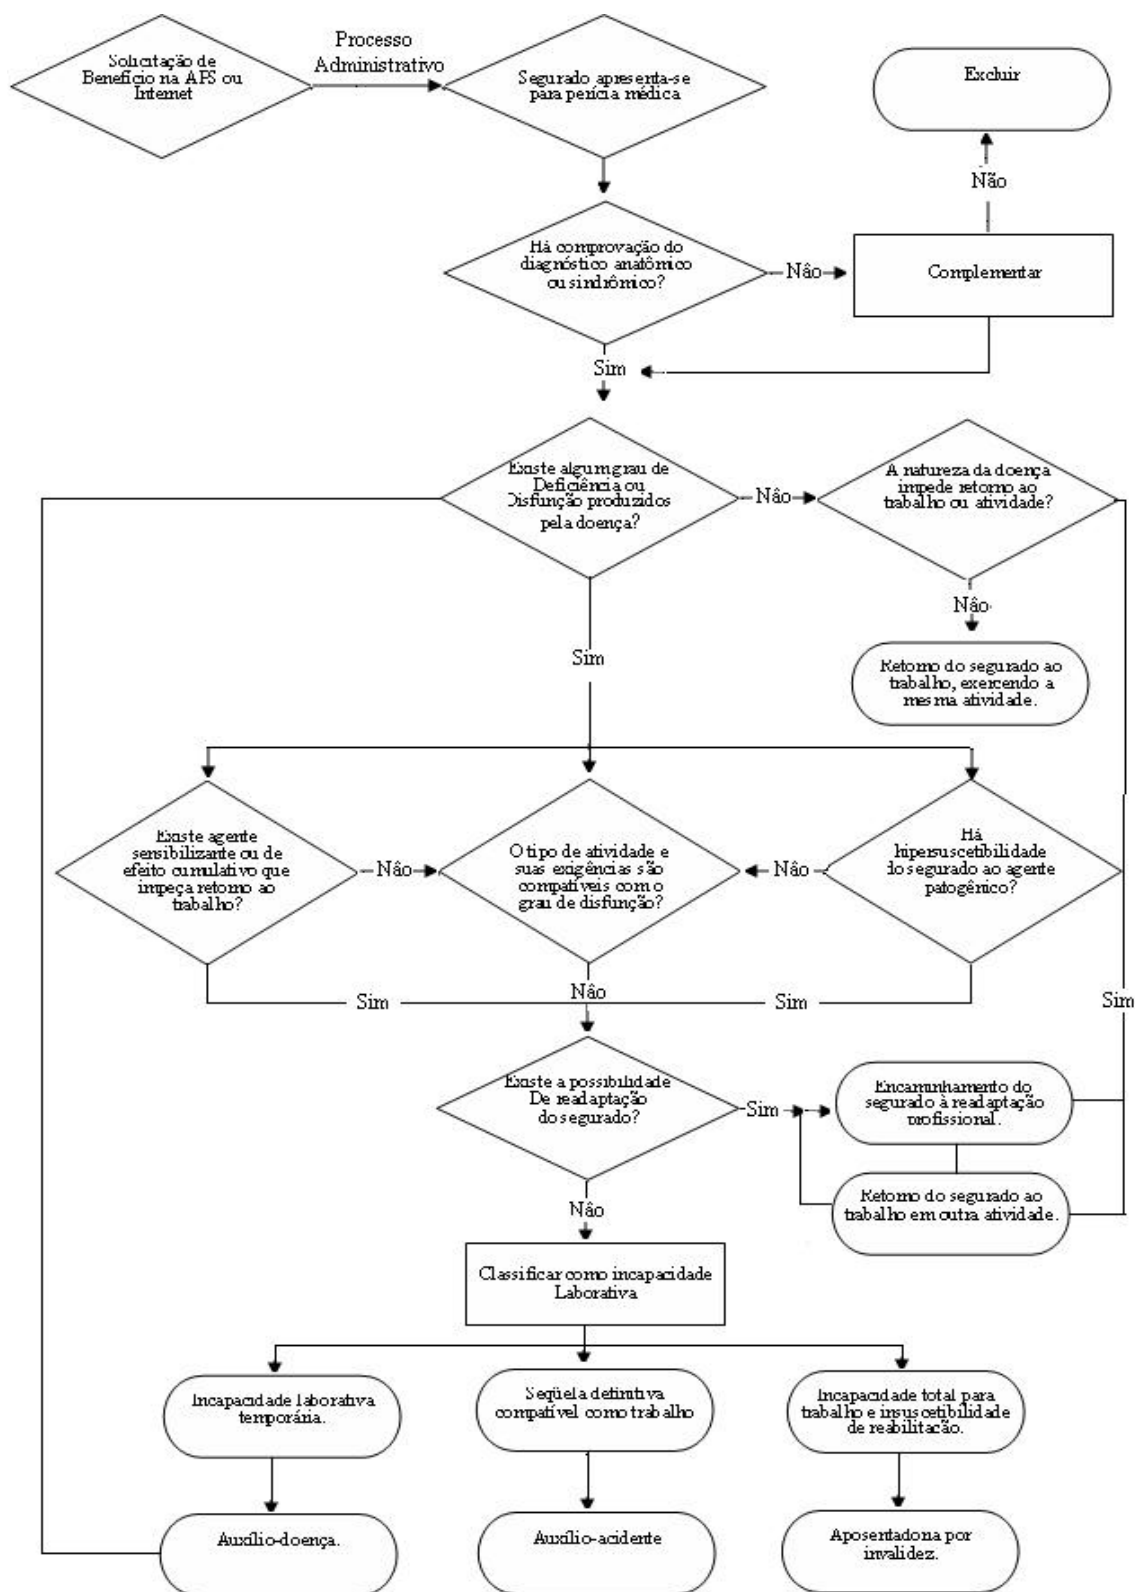 Solicitação de
Benefício na APS ou
Internet
Processo
Administrativo
Segurado apresenta-se
para perícia médica
Excluir
Não
Há comprovação do
diagnóstico anatômico
ou sindrômico?
Não
Complementar
Sim
Existe algum grau de
Deficiência ou
Disfunção produzidos
pela doença?
Não
A natureza da doença
impede retorno ao
trabalho ou atividade?
Não
Retorno do segurado ao
trabalho, exercendo a
mesma atividade.
Sim
Existe agente
sensibilizante ou de
efeito cumulativo que
impeça retorno ao
trabalho?
Não
O tipo de atividade e
suas exigências são
compatíveis com o
grau de disfunção?
Não
Há
hipersuscetibilidade
do segurado ao agente
patogênico?
Sim
Não
Sim
Sim
Existe a possibilidade
De readaptação
do segurado?
Sim
Encaminhamento do
segurado à readaptação
profissional.
Retorno do segurado ao
trabalho em outra atividade.
Não
Classificar como incapacidade
Laborativa
Incapacidade laborativa
temporária.
Seqüela definitiva
compatível como trabalho
Incapacidade total para
trabalho e insuscetibilidade
de reabilitação.
Auxílio-doença.
Auxílio-acidente
Aposentadoria por
invalidez.